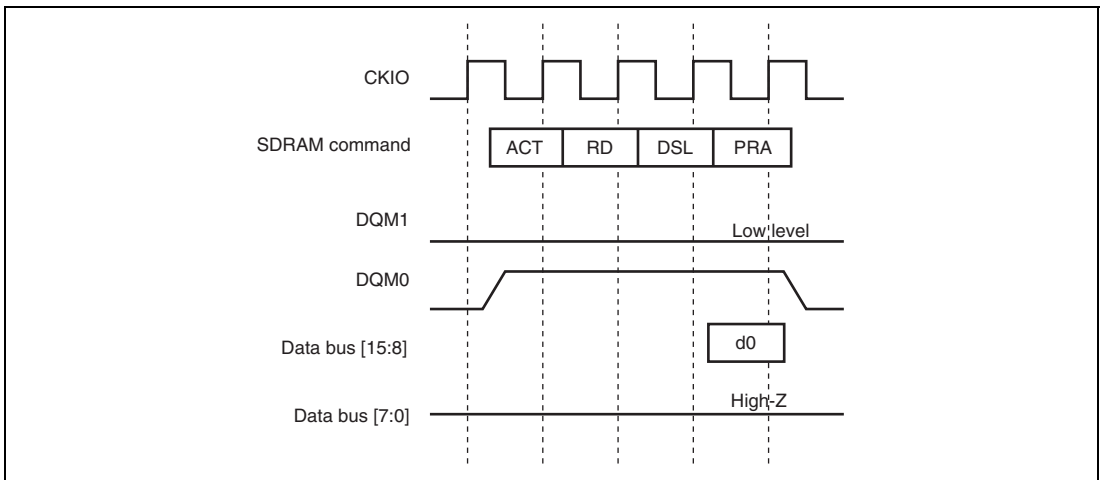 CKIO
SDRAM command ACT RD DSL PRA
DQM1 Low level
DQM0
Data bus [15:8] d0
Data bus [7:0] High-Z